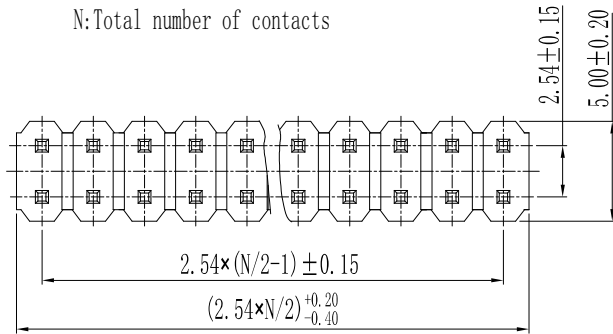 N:Total number of contacts
2.54±0.15
5.00±0.20
2.54×(N/2-1)±0.15
(2.54×N/2)+0.20
-0.40